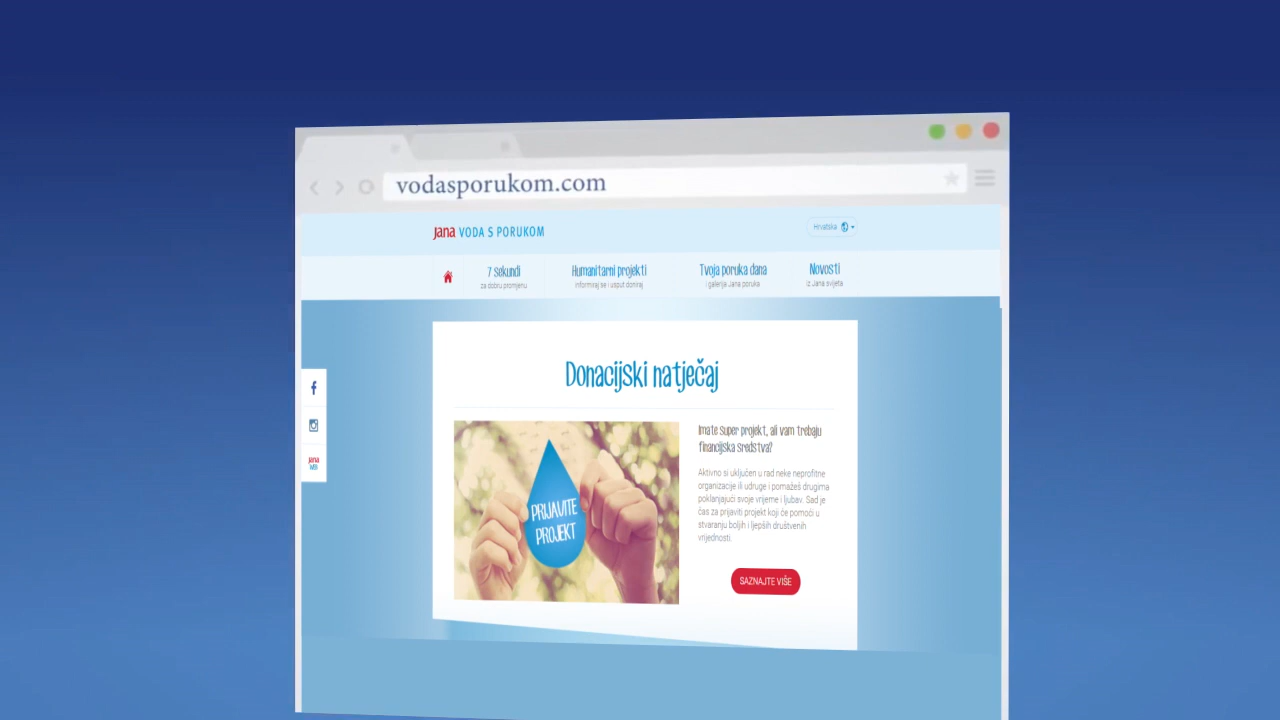 vodasporukom.com
Jana VODA S PORUKOM
Hrvatska
7 sekundi
za dobru promjenu
Humanitarni projekti
Informiraj se i usput doniraj
Tvoja poruka dana
i galerija Jana poruka
Novosti
iz Jana svijeta
Donacijski natječaj
PRIJAVITE
PROJEKT
Imate super projekt, ali vam trebaju
financijska sredstva?
Aktivno si uključen u rad neke neprofitne
organizacije ili udruge i pomažeš drugima
poklanjajući svoje vrijeme i ljubav. Sad je
čas za prijaviti projekt koji će pomoći u
stvaranju boljih i ljepših društvenih
vrijednosti.
SAZNAJTE VIŠE
jana